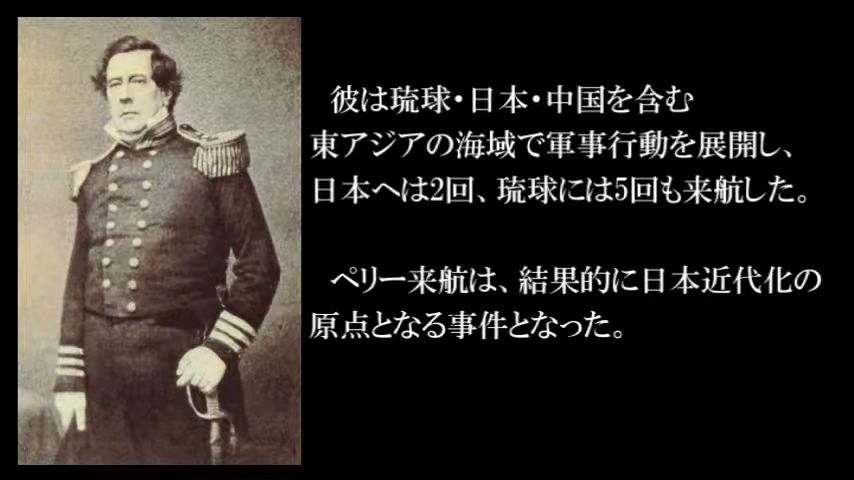 彼は琉球・日本・中国を含む
東アジアの海域で軍事行動を展開し、
日本へは2回、琉球には5回も来航した。
ペリー来航は、結果的に日本近代化の
原点となる事件となった。